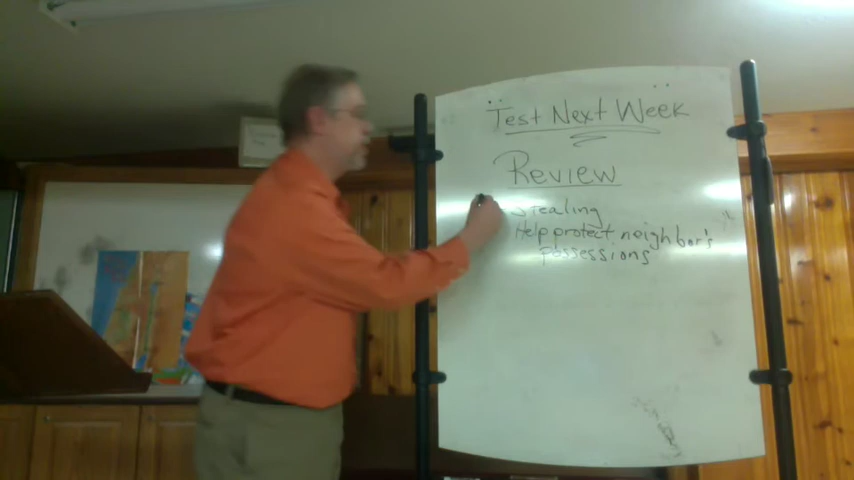 Test Next Week
Review
Stealing
Help protect neighbor's
Possessions